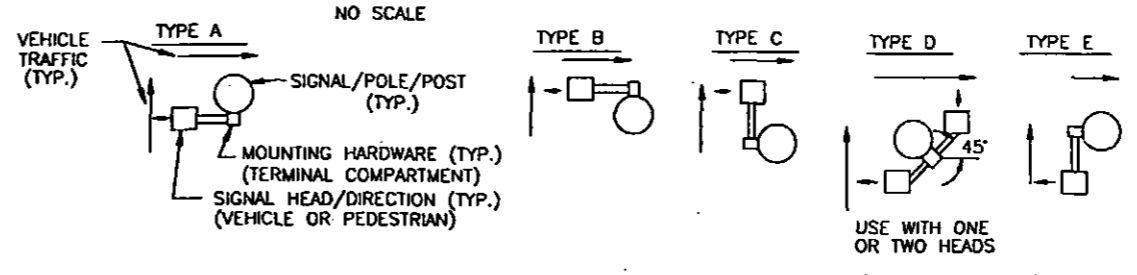 NO SCALE
VEHICLE
TRAFFIC
(TYP.)
TYPE A
SIGNAL/POLE/POST
(TYP.)
MOUNTING HARDWARE (TYP.)
(TERMINAL COMPARTMENT)
SIGNAL HEAD/DIRECTION (TYP.)
(VEHICLE OR PEDESTRIAN)
TYPE B
TYPE C
TYPE D
45°
USE WITH ONE
OR TWO HEADS
TYPE E